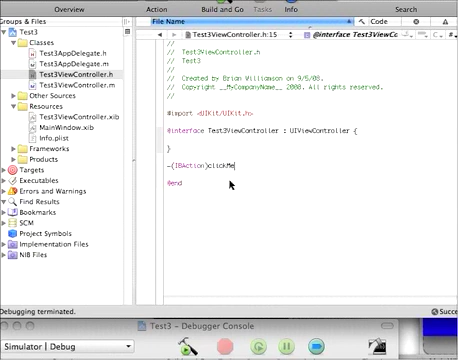 Overview Action Build and Go Tasks Info Search
Groups & Files
File Name Code
Test3
Classes
Test3AppDelegate.h
Test3AppDelegate.m
Test3ViewController.h
Test3ViewController.m
Other Sources
Resources
Test3ViewController.xib
MainWindow.xib
Info.plist
Frameworks
Products
Targets
Executables
Errors and Warnings
Find Results
Bookmarks
SCM
Project Symbols
Implementation Files
NIB Files
Test3ViewController.h:15 @interface Test3ViewC
//
// Test3ViewController.h
// Test3
//
// Created by Brian Williamson on 9/5/08.
// Copyright __MyCompanyName__ 2008. All rights reserved.
//
#import <UIKit/UIKit.h>
@interface Test3ViewController : UIViewController {
}
-(IBAction)clickMe
@end
Debugging terminated. Succe
Test3 – Debugger Console
Simulator | Debug